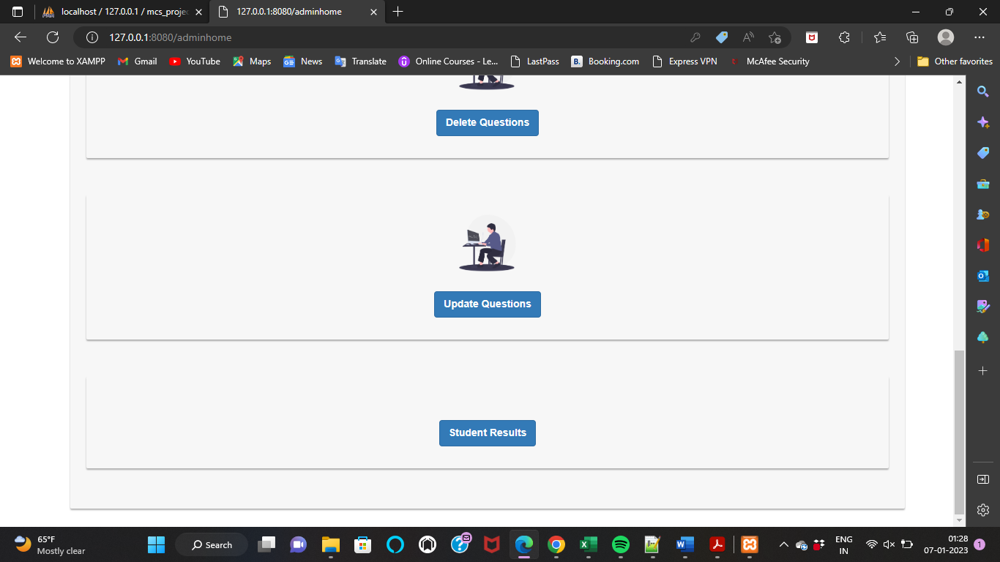 localhost / 127.0.0.1 / mcs_projec
127.0.0.1:8080/adminhome
127.0.0.1:8080/adminhome
Welcome to XAMPP
Gmail
YouTube
Maps
News
Translate
Online Courses - Le...
LastPass
B.
Booking.com
Express VPN
McAfee Security
Other favorites
Delete Questions
Update Questions
Student Results
65°F
Mostly clear
Search
ENG
IN
01:28
07-01-2023
1